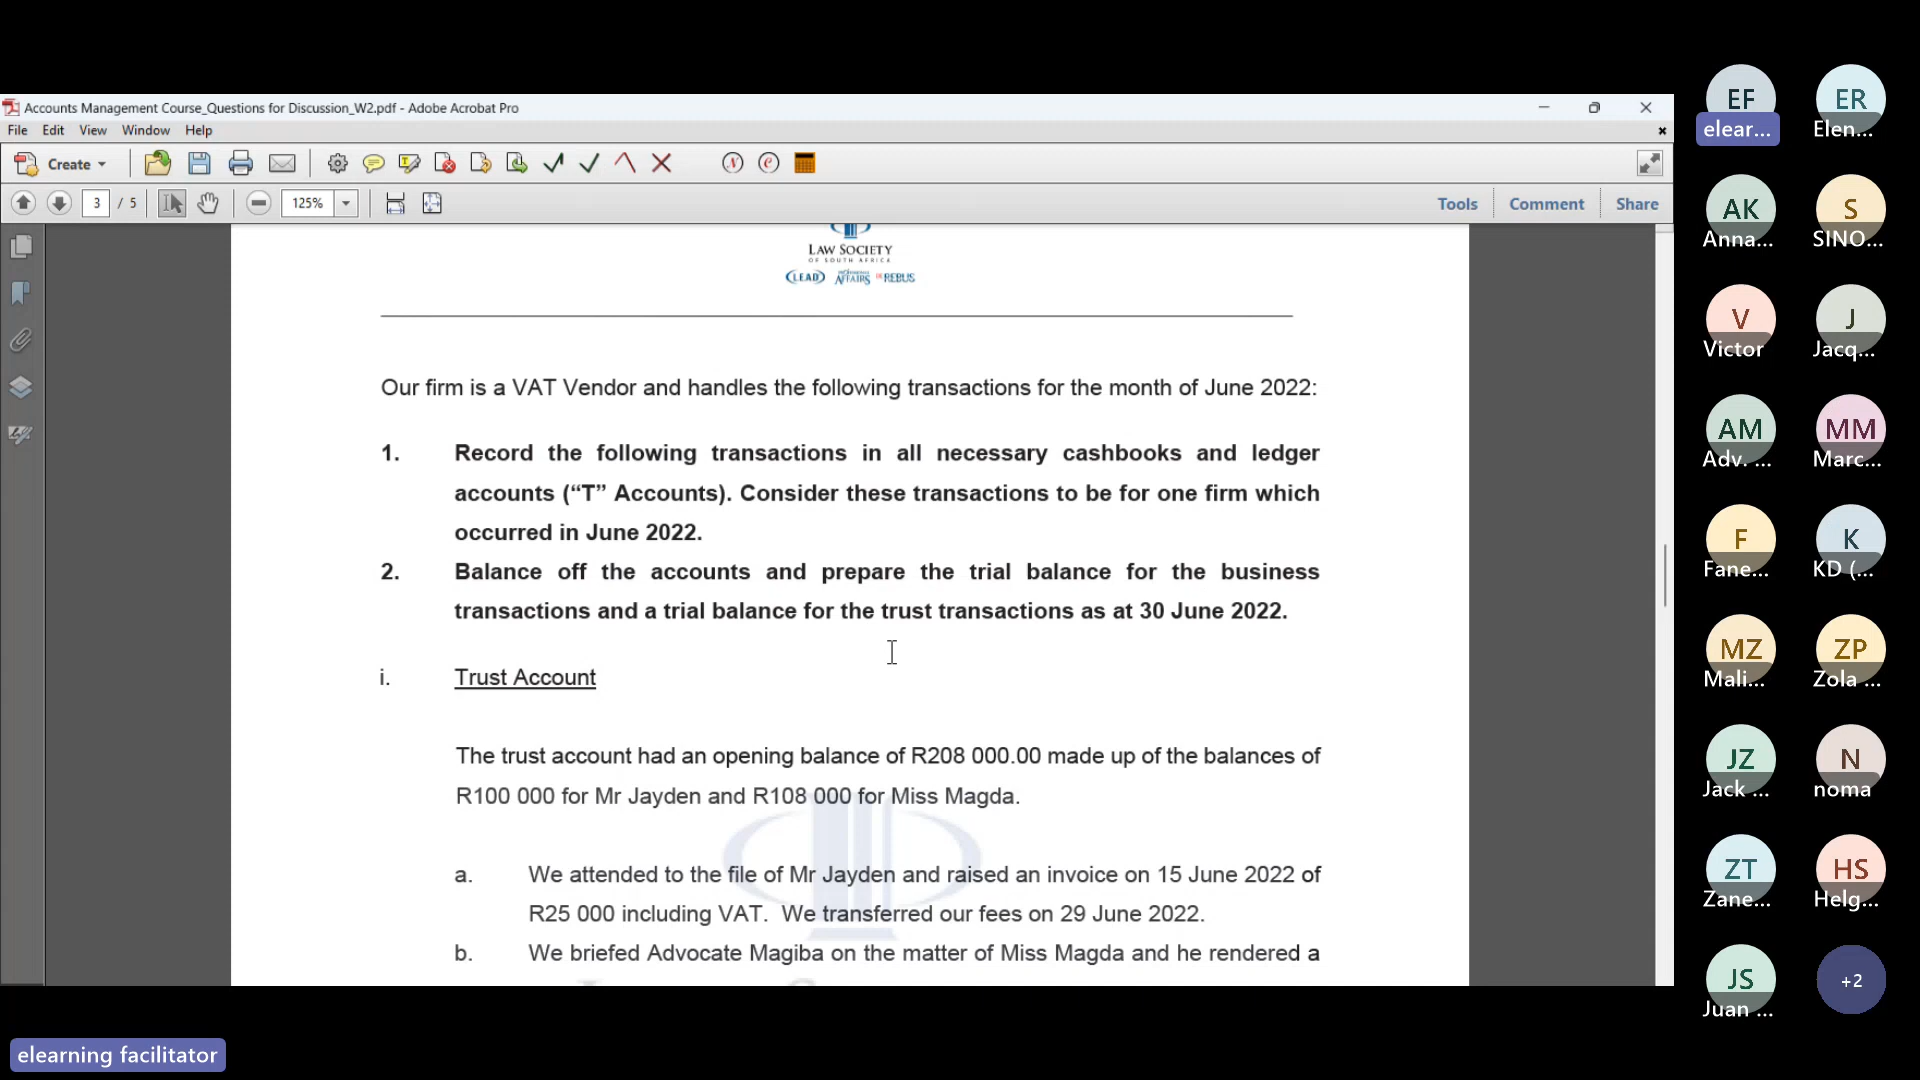 Accounts Management Course_Questions for Discussion_W2.pdf - Adobe Acrobat Pro
File Edit View Window Help
Create
3 / 5 125% Tools Comment Share
LAW SOCIETY
OF SOUTH AFRICA
LEAD AFFAIRS DE REBUS
Our firm is a VAT Vendor and handles the following transactions for the month of June 2022:
1. Record the following transactions in all necessary cashbooks and ledger
accounts (“T” Accounts). Consider these transactions to be for one firm which
occurred in June 2022.
2. Balance off the accounts and prepare the trial balance for the business
transactions and a trial balance for the trust transactions as at 30 June 2022.
i. Trust Account
The trust account had an opening balance of R208 000.00 made up of the balances of
R100 000 for Mr Jayden and R108 000 for Miss Magda.
a. We attended to the file of Mr Jayden and raised an invoice on 15 June 2022 of
R25 000 including VAT. We transferred our fees on 29 June 2022.
b. We briefed Advocate Magiba on the matter of Miss Magda and he rendered a
elearning facilitator
EF ER
elear... Elen...
AK S
Anna... SINO...
V J
Victor Jacq...
AM MM
Adv. ... Marc...
F K
Fane... KD (...
MZ ZP
Mali... Zola ...
JZ N
Jack ... noma
ZT HS
Zane... Helg...
JS +2
Juan ...